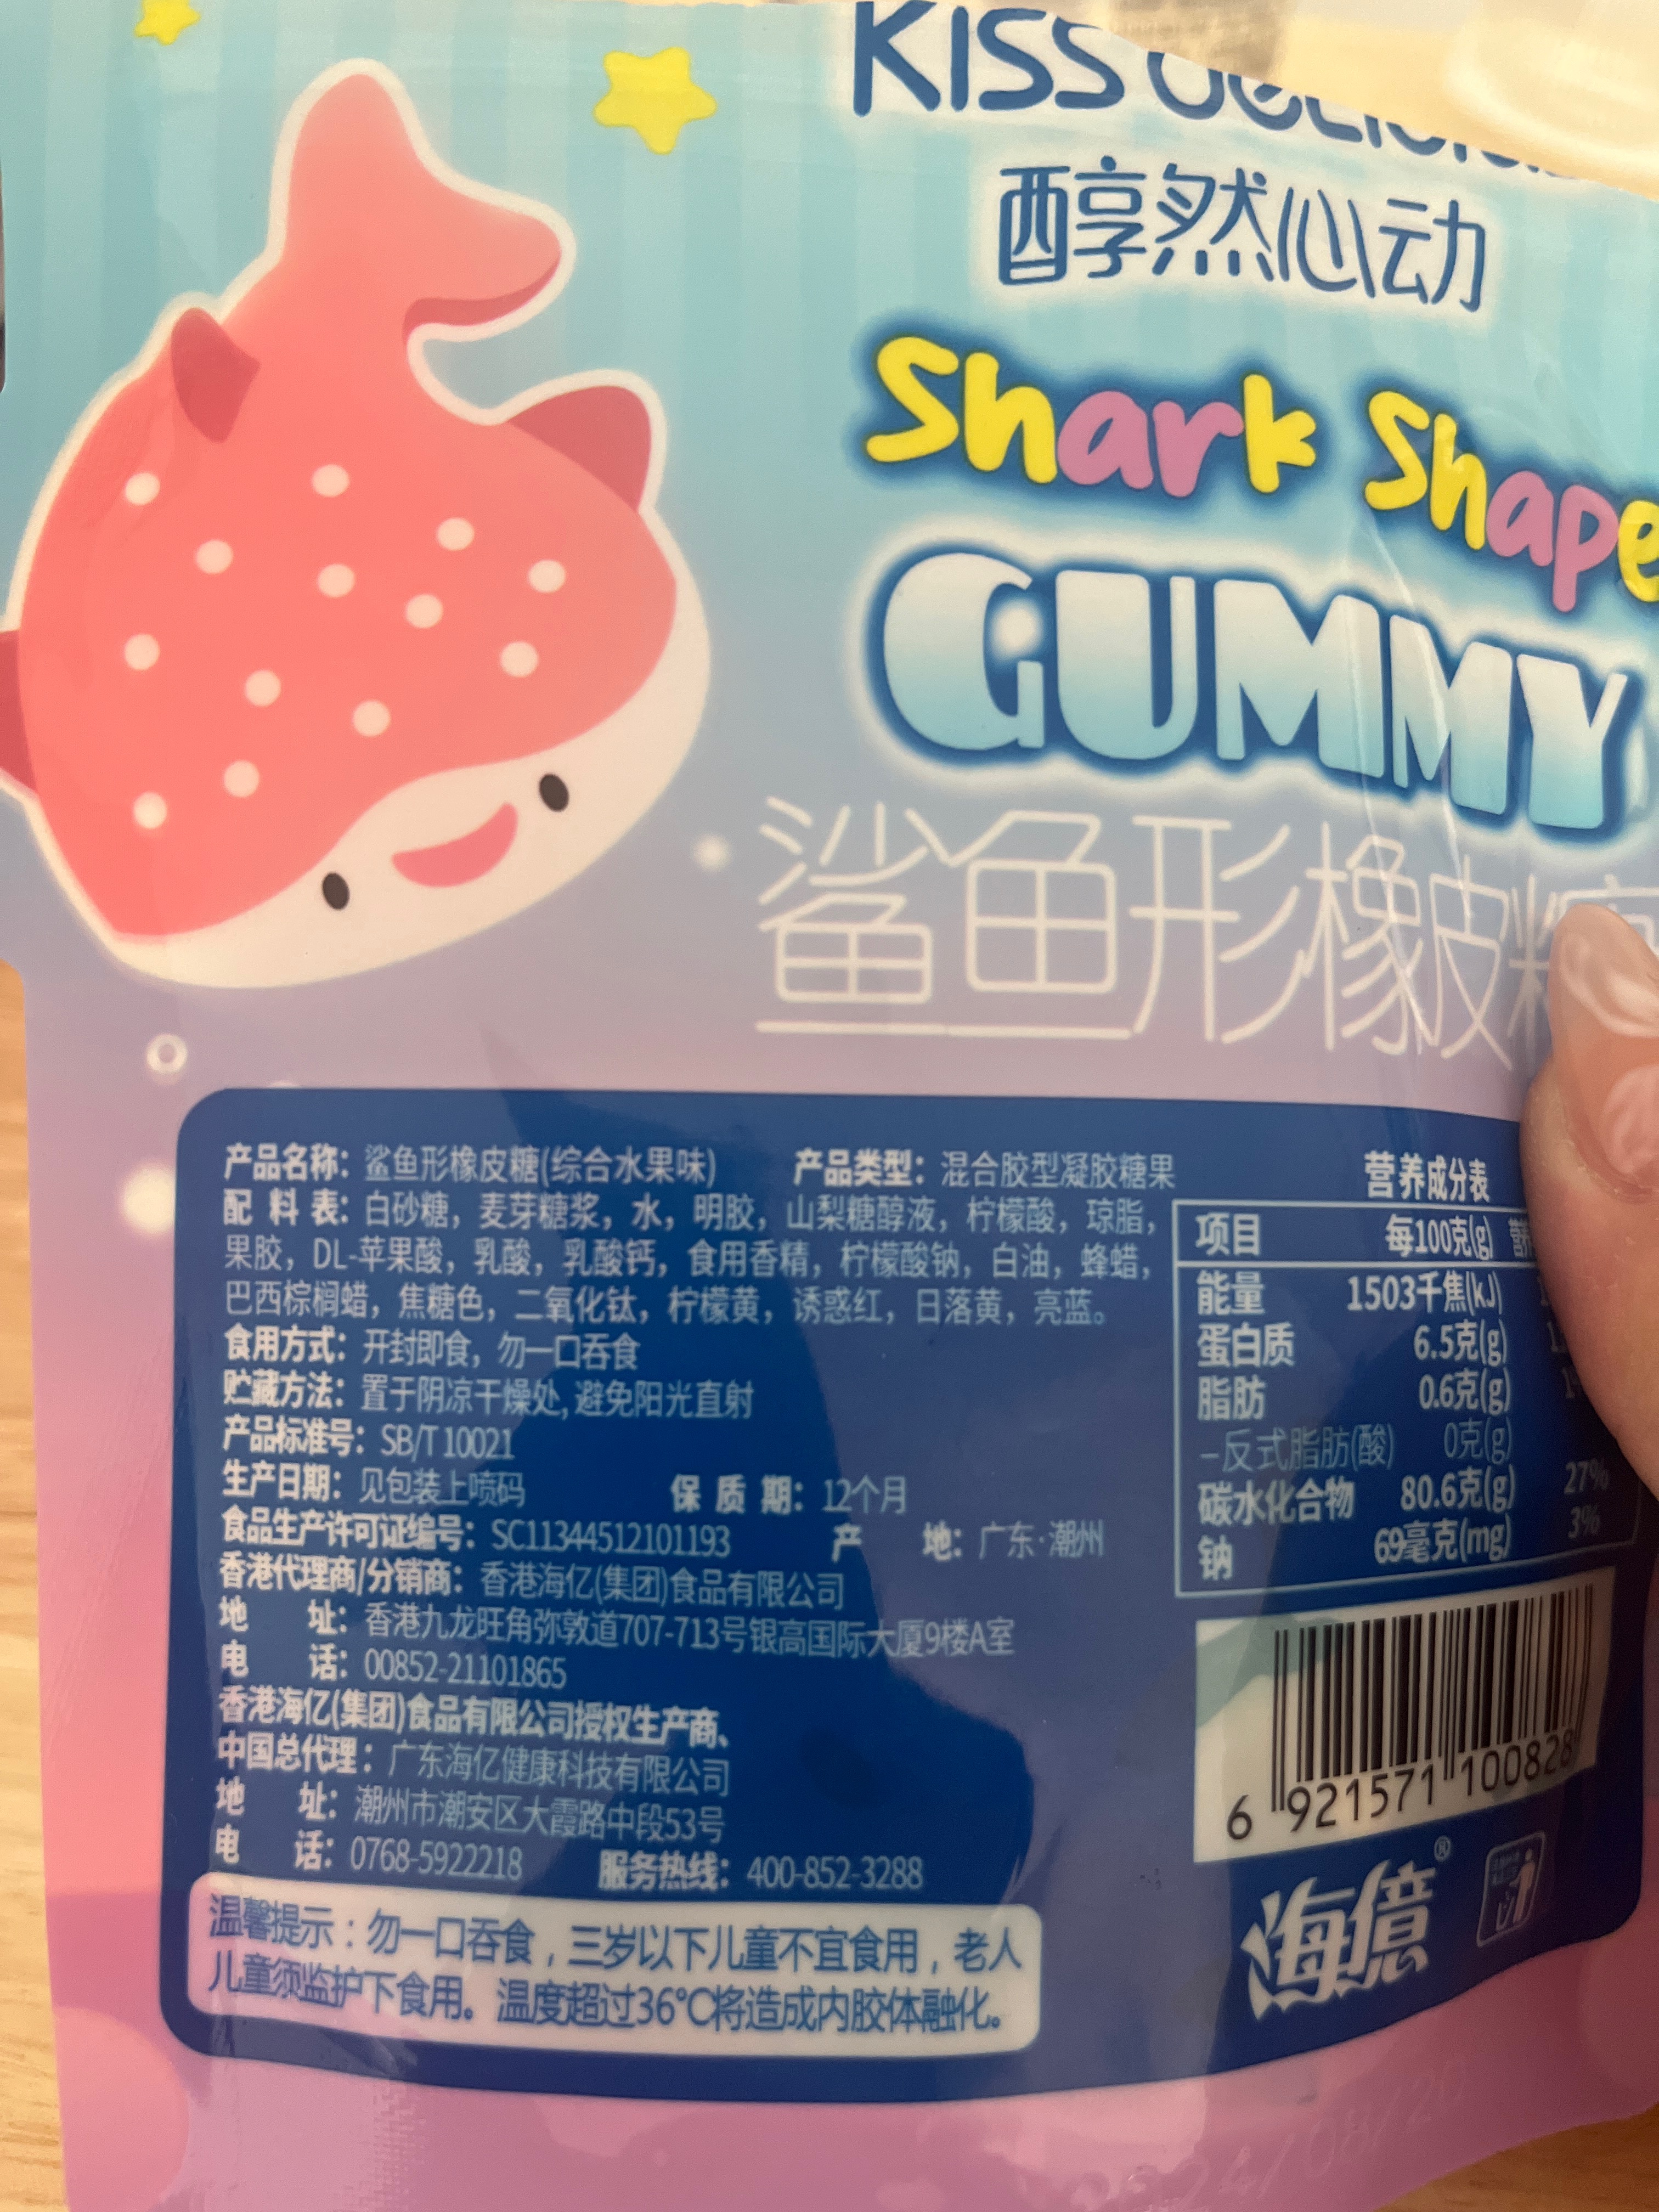 KISS
醇然心动
Shark Shape
GUMMY
鲨鱼形橡皮糖
产品名称：鲨鱼形橡皮糖(综合水果味) 产品类型：混合胶型凝胶糖果
配料表：白砂糖，麦芽糖浆，水，明胶，山梨糖醇液，柠檬酸，琼脂，
果胶，DL-苹果酸，乳酸，乳酸钙，食用香精，柠檬酸钠，白油，蜂蜡，
巴西棕榈蜡，焦糖色，二氧化钛，柠檬黄，诱惑红，日落黄，亮蓝。
食用方式：开封即食，勿一口吞食
贮藏方法：置于阴凉干燥处,避免阳光直射
产品标准号：SB/T 10021
生产日期：见包装上喷码 保质期：12个月
食品生产许可证编号：SC11344512101193 产地：广东·潮州
香港代理商/分销商：香港海亿(集团)食品有限公司
地址：香港九龙旺角弥敦道707-713号银高国际大厦9楼A室
电话：00852-21101865
香港海亿(集团)食品有限公司授权生产商、
中国总代理：广东海亿健康科技有限公司
地址：潮州市潮安区大霞路中段53号
电话：0768-5922218 服务热线：400-852-3288
温馨提示：勿一口吞食，三岁以下儿童不宜食用，老人
儿童须监护下食用。温度超过36℃将造成内胶体融化。
营养成分表
项目 每100克(g)
能量 1503千焦(kJ)
蛋白质 6.5克(g)
脂肪 0.6克(g)
-反式脂肪(酸) 0克(g)
碳水化合物 80.6克(g) 27%
钠 69毫克(mg) 3%
6 921571 100828
海億®